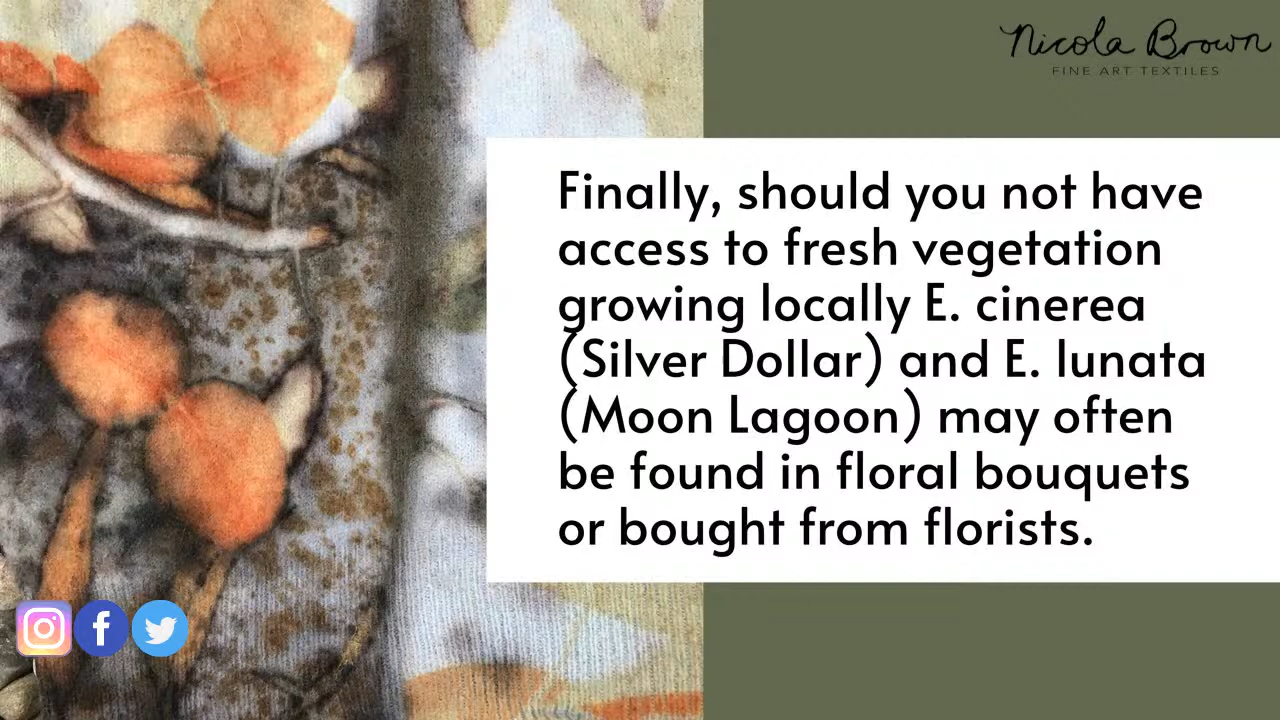 Nicola Brown
FINE ART TEXTILES
Finally, should you not have
access to fresh vegetation
growing locally E. cinerea
(Silver Dollar) and E. lunata
(Moon Lagoon) may often
be found in floral bouquets
or bought from florists.